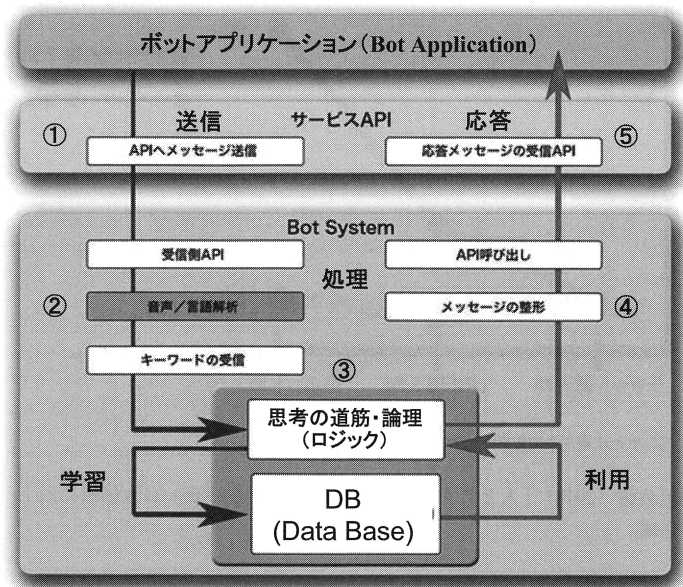 ボットアプリケーション（Bot Application）
① 送信 サービスAPI 応答 ⑤
APIへメッセージ送信 応答メッセージの受信API
Bot System
受信側API API呼び出し
処理
② 音声／言語解析 メッセージの整形 ④
キーワードの受信
③
思考の道筋・論理
（ロジック）
学習 利用
DB
(Data Base)